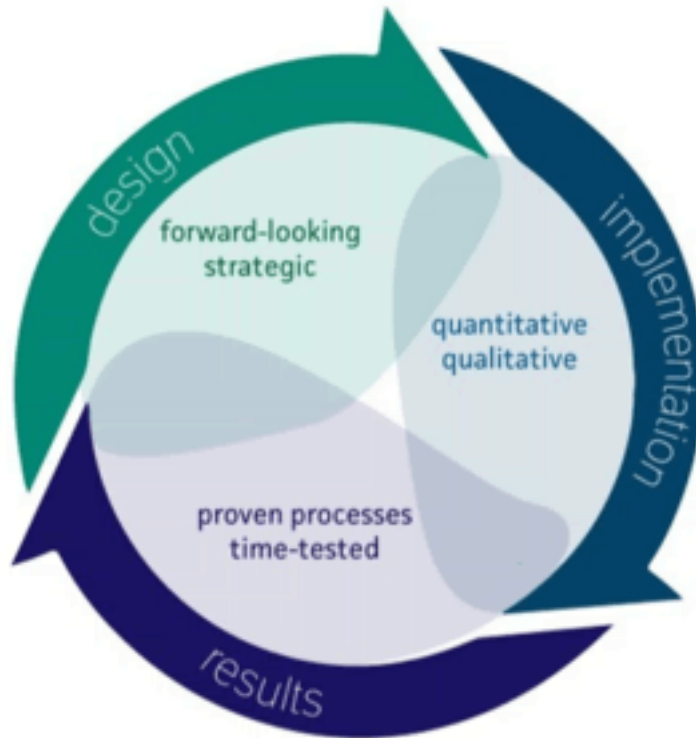 design
forward-looking
strategic
implementation
quantitative
qualitative
proven processes
time-tested
results